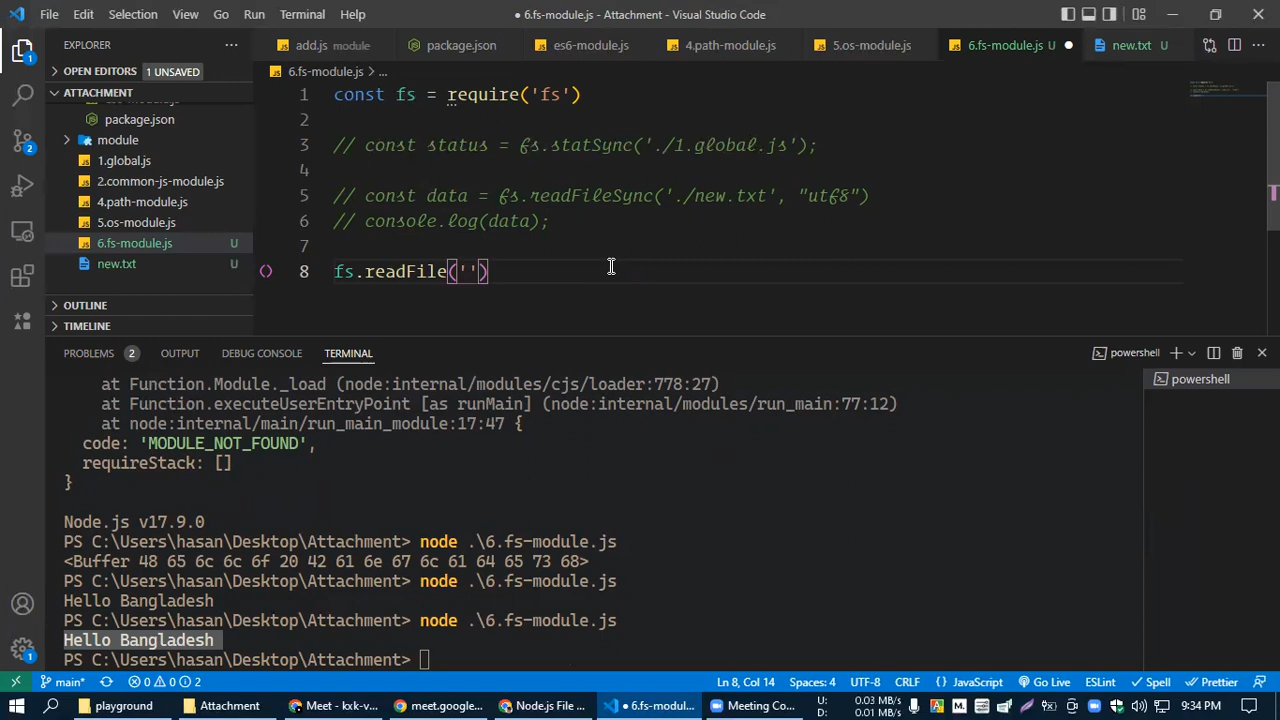 File Edit Selection View Go Run Terminal Help
● 6.fs-module.js - Attachment - Visual Studio Code
EXPLORER
add.js module
package.json
es6-module.js
4.path-module.js
5.os-module.js
6.fs-module.js U
new.txt U
OPEN EDITORS 1 UNSAVED
6.fs-module.js > ...
ATTACHMENT
package.json
module
1.global.js
2.common-js-module.js
4.path-module.js
5.os-module.js
6.fs-module.js U
new.txt U
OUTLINE
TIMELINE
1 const fs = require('fs')
2
3 // const status = fs.statSync('./1.global.js');
4
5 // const data = fs.readFileSync('./new.txt', "utf8")
6 // console.log(data);
7
8 fs.readFile('')
PROBLEMS 2 OUTPUT DEBUG CONSOLE TERMINAL
powershell
powershell
at Function.Module._load (node:internal/modules/cjs/loader:778:27)
at Function.executeUserEntryPoint [as runMain] (node:internal/modules/run_main:77:12)
at node:internal/main/run_main_module:17:47 {
code: 'MODULE_NOT_FOUND',
requireStack: []
}
Node.js v17.9.0
PS C:\Users\hasan\Desktop\Attachment> node .\6.fs-module.js
<Buffer 48 65 6c 6c 6f 20 42 61 6e 67 6c 61 64 65 73 68>
PS C:\Users\hasan\Desktop\Attachment> node .\6.fs-module.js
Hello Bangladesh
PS C:\Users\hasan\Desktop\Attachment> node .\6.fs-module.js
Hello Bangladesh
PS C:\Users\hasan\Desktop\Attachment>
main* 0 0 2
Ln 8, Col 14 Spaces: 4 UTF-8 CRLF {} JavaScript Go Live ESLint Spell Prettier
playground
Attachment
Meet - kxk-v...
meet.google...
Node.js File ...
● 6.fs-modul...
Meeting Co...
U: 0.03 MB/s
D: 0.01 MB/s
9:34 PM